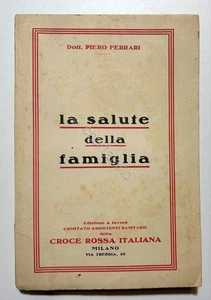 Dott. PIERO FERRARI
la salute
della
famiglia
Edizione a favore
COMITATO ASSISTENTI SANITARIE
della
CROCE ROSSA ITALIANA
MILANO
VIA TREBBIA, 28